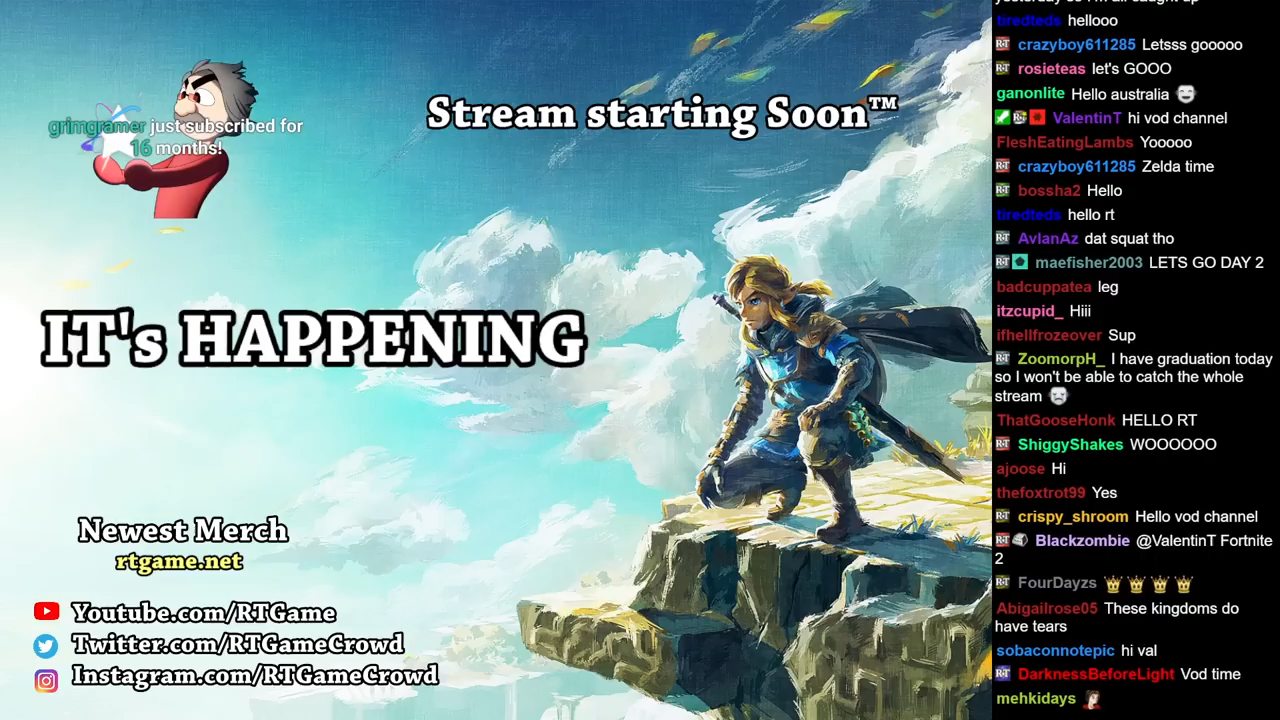 Stream starting Soon™
grimgramer just subscribed for
16 months!
IT's HAPPENING
Newest Merch
rtgame.net
Youtube.com/RTGame
Twitter.com/RTGameCrowd
Instagram.com/RTGameCrowd
tiredteds hellooo
crazyboy611285 Letsss gooooo
rosieteas let's GOOO
ganonlite Hello australia
ValentinT hi vod channel
FleshEatingLambs Yooooo
crazyboy611285 Zelda time
bossha2 Hello
tiredteds hello rt
AvlanAz dat squat tho
maefisher2003 LETS GO DAY 2
badcuppatea leg
itzcupid_ Hiii
ifhellfrozeover Sup
ZoomorpH_ I have graduation today
so I won't be able to catch the whole
stream
ThatGooseHonk HELLO RT
ShiggyShakes WOOOOOO
ajoose Hi
thefoxtrot99 Yes
crispy_shroom Hello vod channel
Blackzombie @ValentinT Fortnite
2
FourDayzs
Abigailrose05 These kingdoms do
have tears
sobaconnotepic hi val
DarknessBeforeLight Vod time
mehkidays